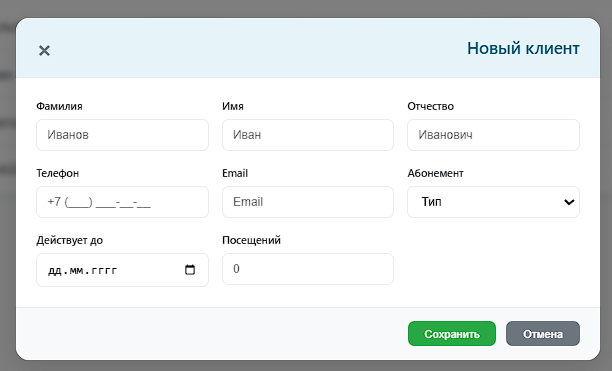 × Новый клиент
Фамилия Имя Отчество
Иванов Иван Иванович
Телефон Email Абонемент
+7 (___) ___-__-__ Email Тип
Действует до Посещений
дд.мм.гггг 0
Сохранить Отмена